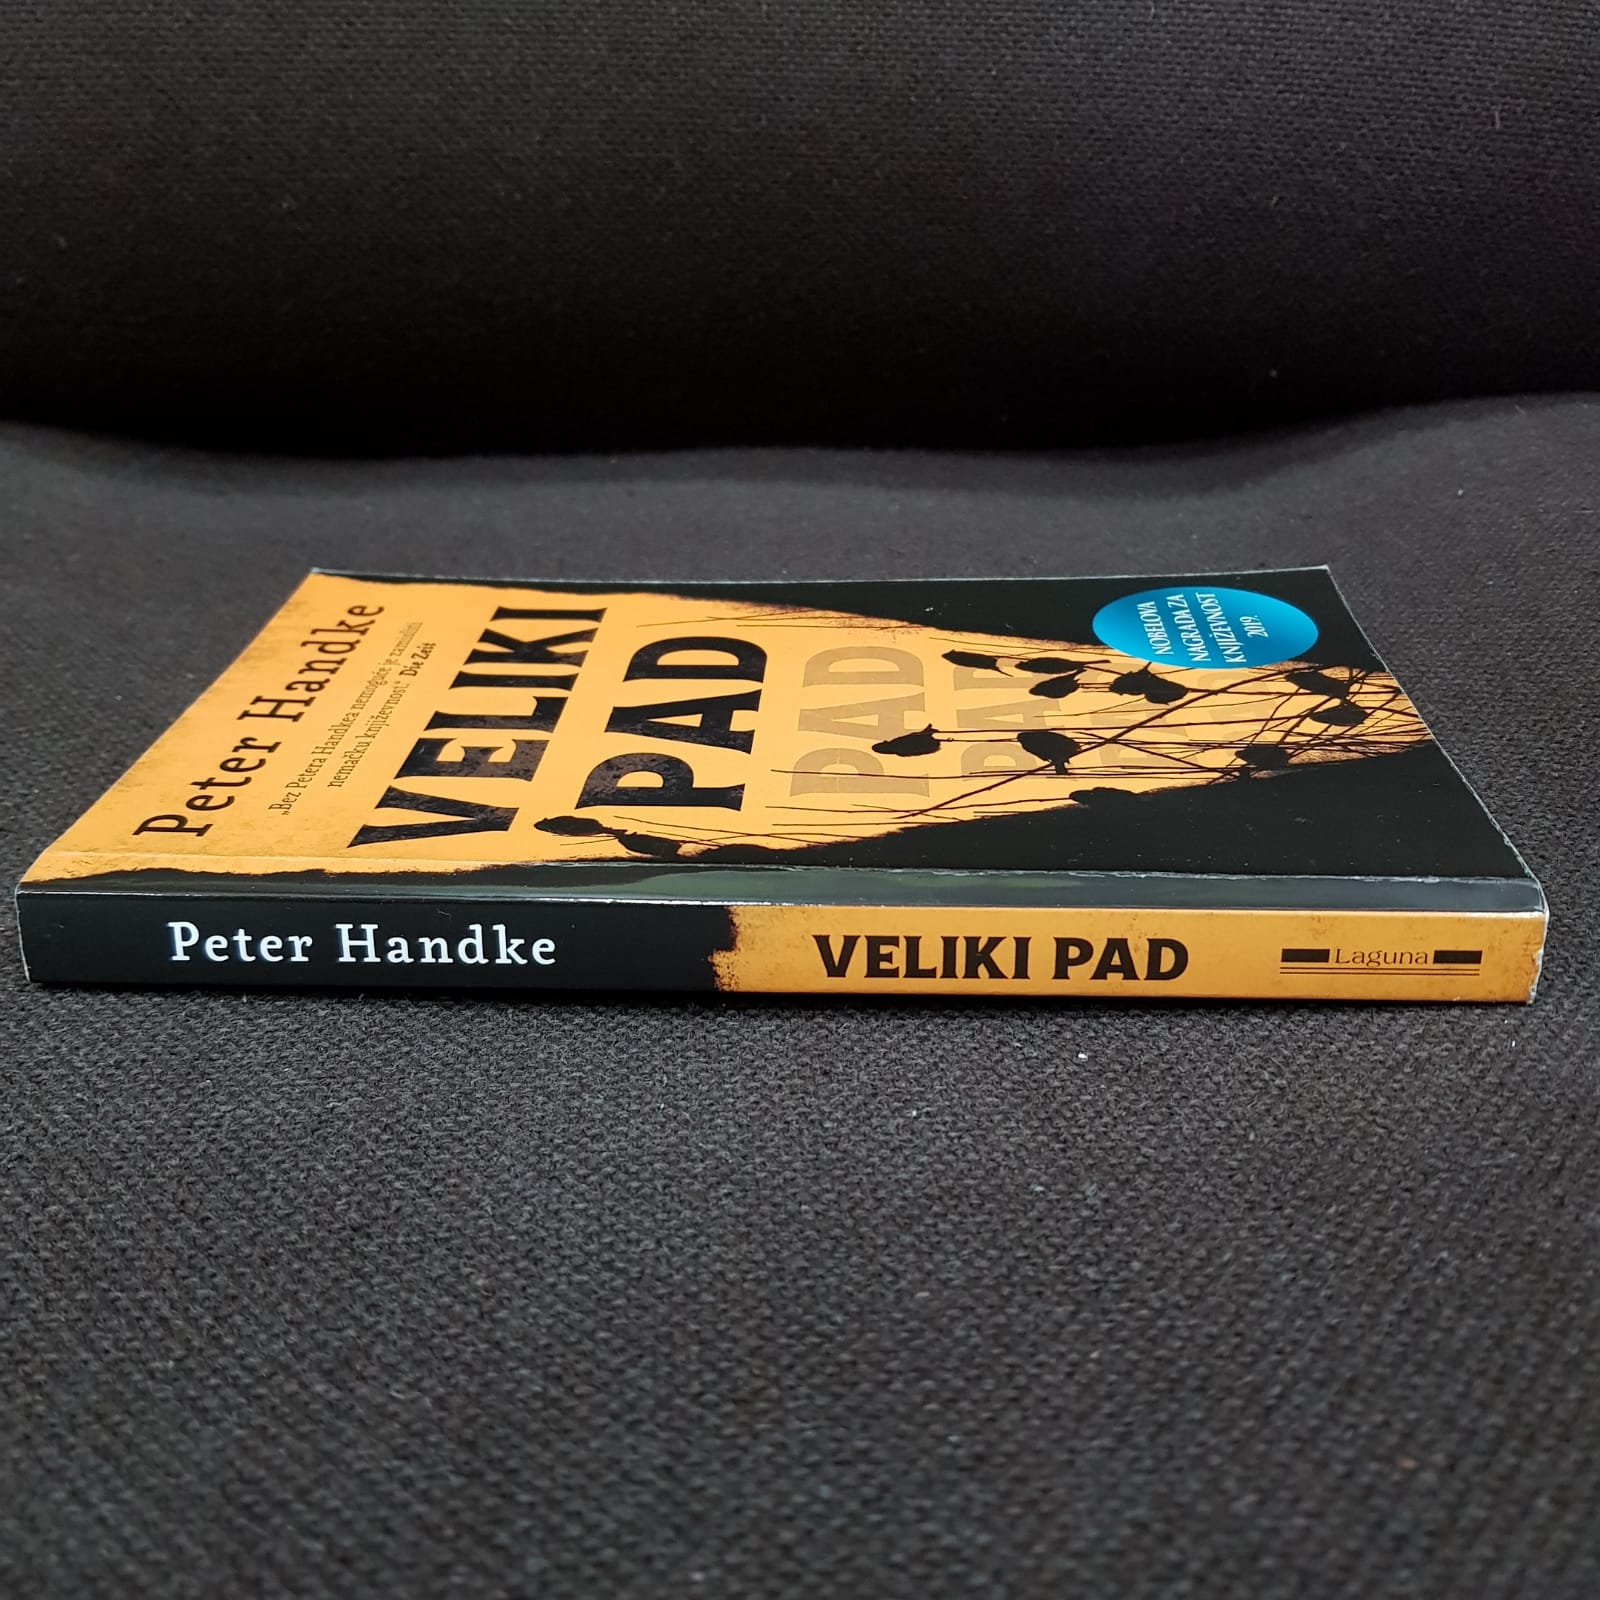 Peter Handke
„Bez Petera Handkea nemoguće je zamisliti
nemačku književnost.“ Die Zeit
VELIKI
PAD
PAD
PAD
NOBELOVA
NAGRADA ZA
KNJIŽEVNOST
2019.
Peter Handke
VELIKI PAD
Laguna